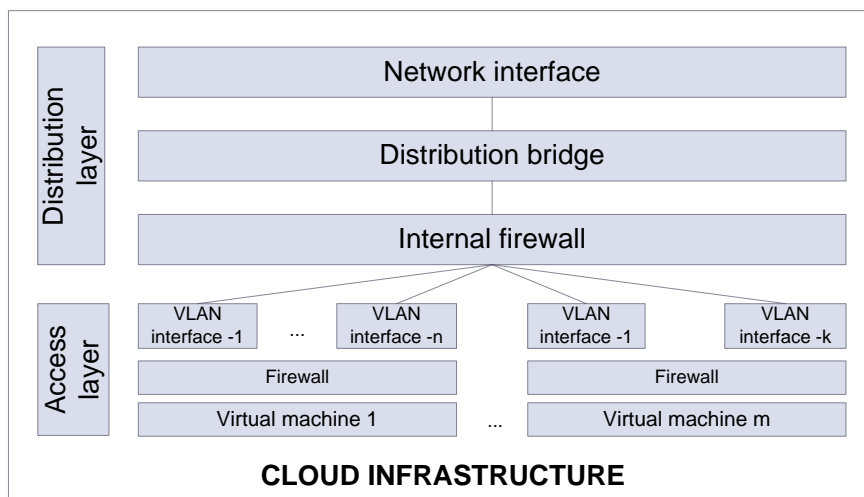 Distribution
layer
Network interface
Distribution bridge
Internal firewall
Access
layer
VLAN
interface -1
...
VLAN
interface -n
VLAN
interface -1
VLAN
interface -k
Firewall
Firewall
Virtual machine 1
...
Virtual machine m
CLOUD INFRASTRUCTURE